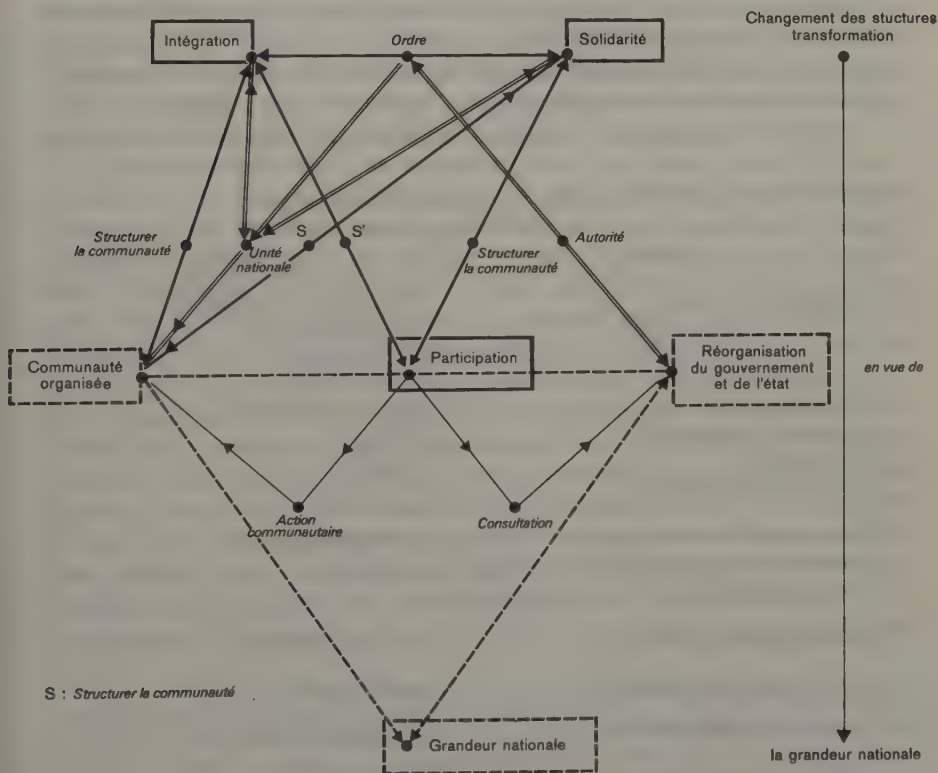 Changement des stuctures
transformation
Intégration
Ordre
Solidarité
Structurer
la communauté
Unité
nationale
S
S'
Structurer
la communauté
Autorité
Communauté
organisée
Participation
Réorganisation
du gouvernement
et de l'état
en vue de
Action
communautaire
Consultation
S : Structurer la communauté
Grandeur nationale
la grandeur nationale